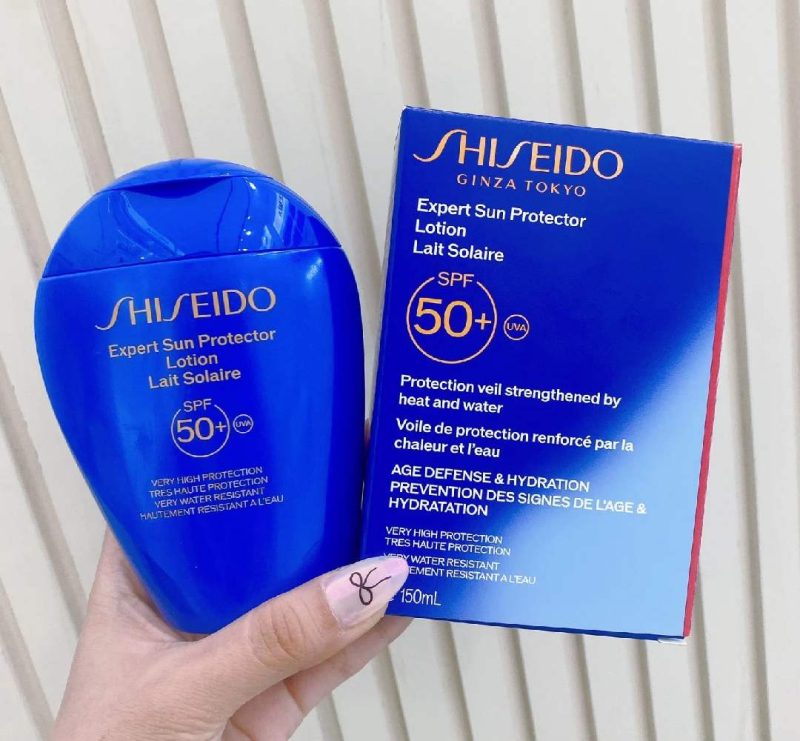 SHISEIDO
Expert Sun Protector
Lotion
Lait Solaire
SPF
50+
UVA
VERY HIGH PROTECTION
TRES HAUTE PROTECTION
VERY WATER RESISTANT
HAUTEMENT RESISTANT A L'EAU
SHISEIDO
GINZA TOKYO
Expert Sun Protector
Lotion
Lait Solaire
SPF
50+
UVA
Protection veil strengthened by
heat and water
Voile de protection renforcé par la
chaleur et l'eau
AGE DEFENSE & HYDRATION
PREVENTION DES SIGNES DE L'AGE &
HYDRATATION
VERY HIGH PROTECTION
TRES HAUTE PROTECTION
VERY WATER RESISTANT
RESISTANT A L'EAU
150mL